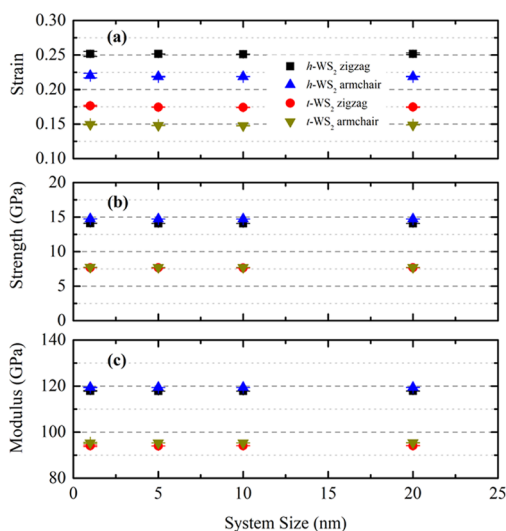 (a)
0.30
0.25
0.20
0.15
0.10
Strain
h-WS₂ zigzag
h-WS₂ armchair
t-WS₂ zigzag
t-WS₂ armchair
(b)
20
15
10
5
0
Strength (GPa)
(c)
140
120
100
80
Modulus (GPa)
0 5 10 15 20 25
System Size (nm)